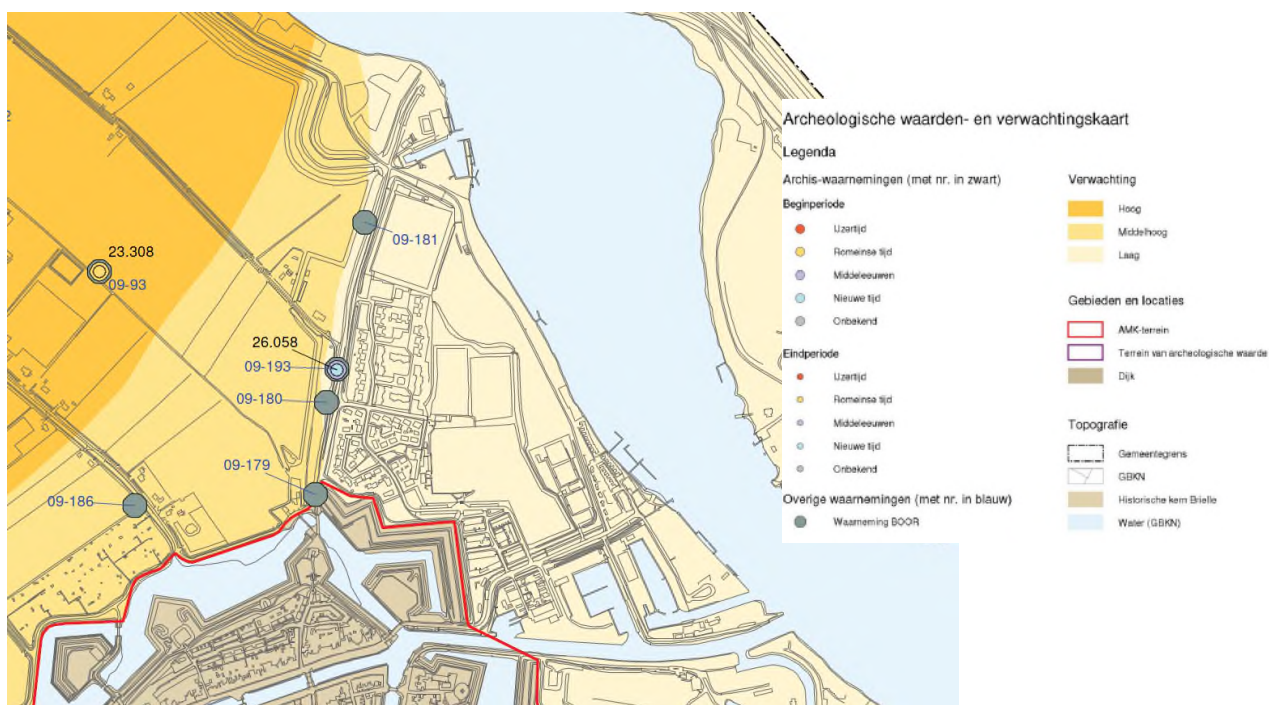 23.308
09-93
09-181
26.058
09-193
09-180
09-179
09-186
Archeologische waarden- en verwachtingskaart
Legenda
Archis-waarnemingen (met nr. in zwart)
Beginperiode
IJzertijd
Romeinse tijd
Middeleeuwen
Nieuwe tijd
Onbekend
Eindperiode
IJzertijd
Romeinse tijd
Middeleeuwen
Nieuwe tijd
Onbekend
Overige waarnemingen (met nr. in blauw)
Waarneming BOOR
Verwachting
Hoog
Middelhoog
Laag
Gebieden en locaties
AMK-terrein
Terrein van archeologische waarde
Dijk
Topografie
Gemeentegrens
GBKN
Historische kern Brielle
Water (GBKN)